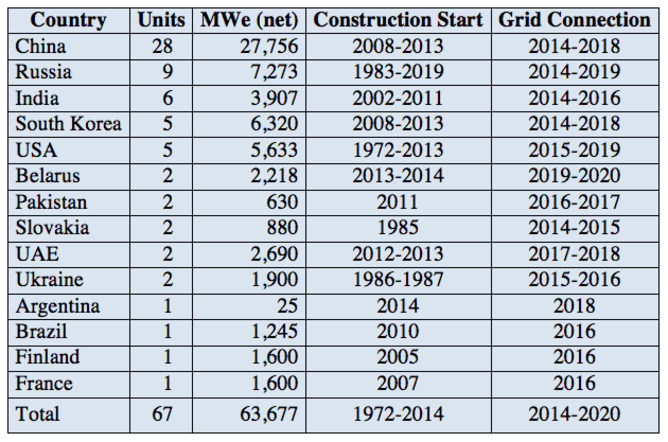 Country Units MWe (net) Construction Start Grid Connection
China 28 27,756 2008-2013 2014-2018
Russia 9 7,273 1983-2019 2014-2019
India 6 3,907 2002-2011 2014-2016
South Korea 5 6,320 2008-2013 2014-2018
USA 5 5,633 1972-2013 2015-2019
Belarus 2 2,218 2013-2014 2019-2020
Pakistan 2 630 2011 2016-2017
Slovakia 2 880 1985 2014-2015
UAE 2 2,690 2012-2013 2017-2018
Ukraine 2 1,900 1986-1987 2015-2016
Argentina 1 25 2014 2018
Brazil 1 1,245 2010 2016
Finland 1 1,600 2005 2016
France 1 1,600 2007 2016
Total 67 63,677 1972-2014 2014-2020